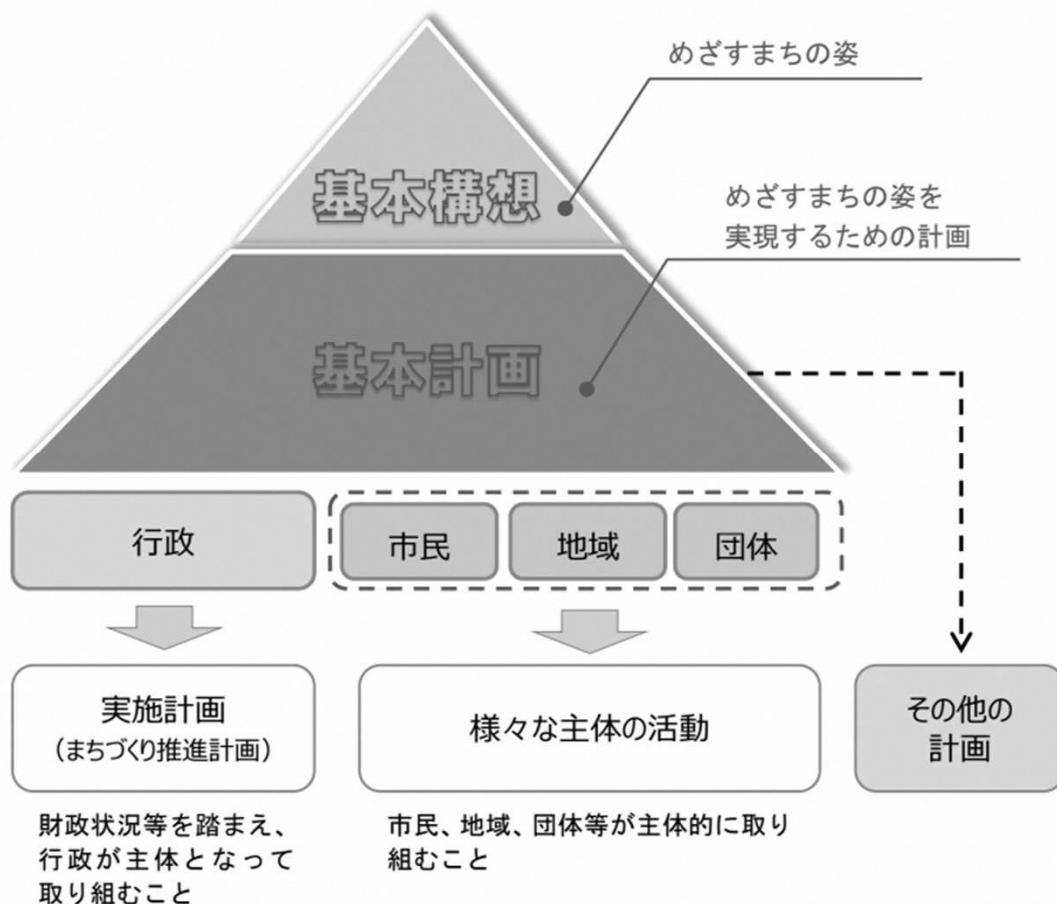 めざすまちの姿
基本構想
めざすまちの姿を
実現するための計画
基本計画
行政
市民
地域
団体
実施計画
（まちづくり推進計画）
様々な主体の活動
その他の
計画
財政状況等を踏まえ、
行政が主体となって
取り組むこと
市民、地域、団体等が主体的に取り
組むこと